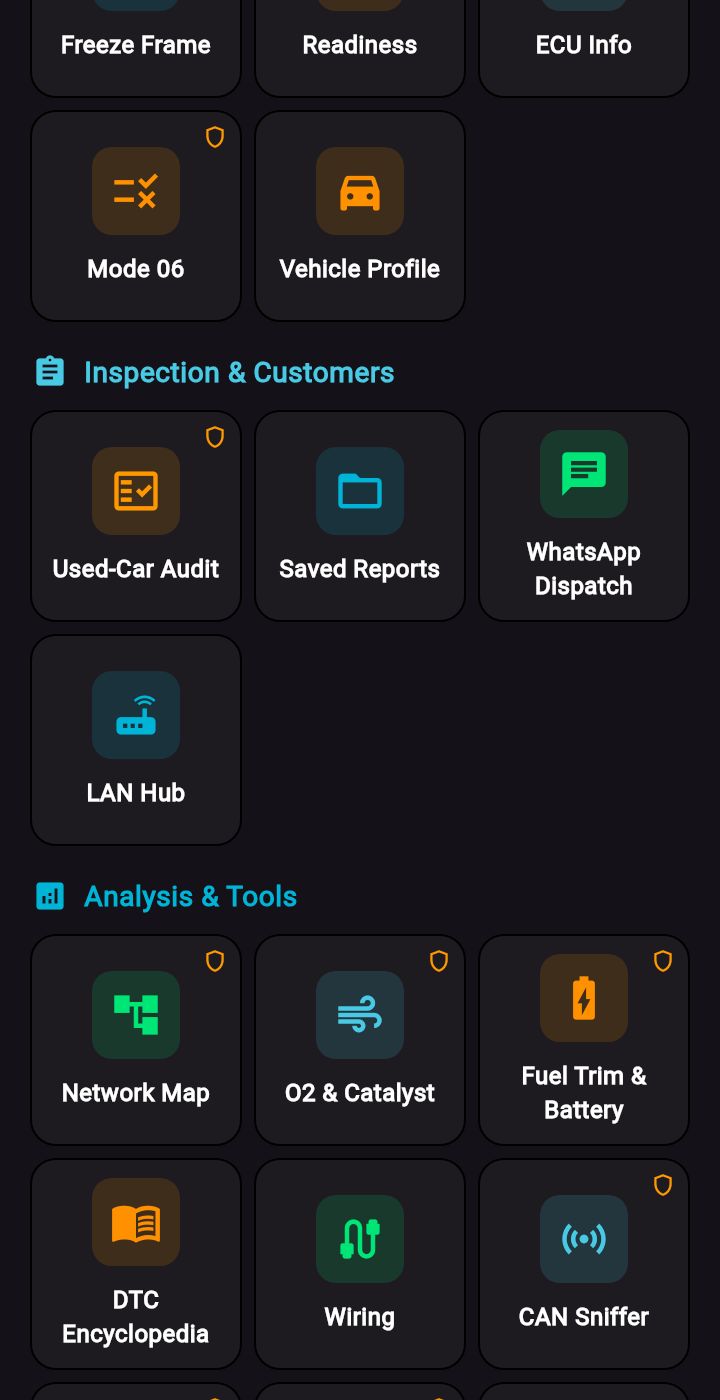 Freeze Frame
Readiness
ECU Info
Mode 06
Vehicle Profile
Inspection & Customers
Used-Car Audit
Saved Reports
WhatsApp
Dispatch
LAN Hub
Analysis & Tools
Network Map
O2 & Catalyst
Fuel Trim &
Battery
DTC
Encyclopedia
Wiring
CAN Sniffer